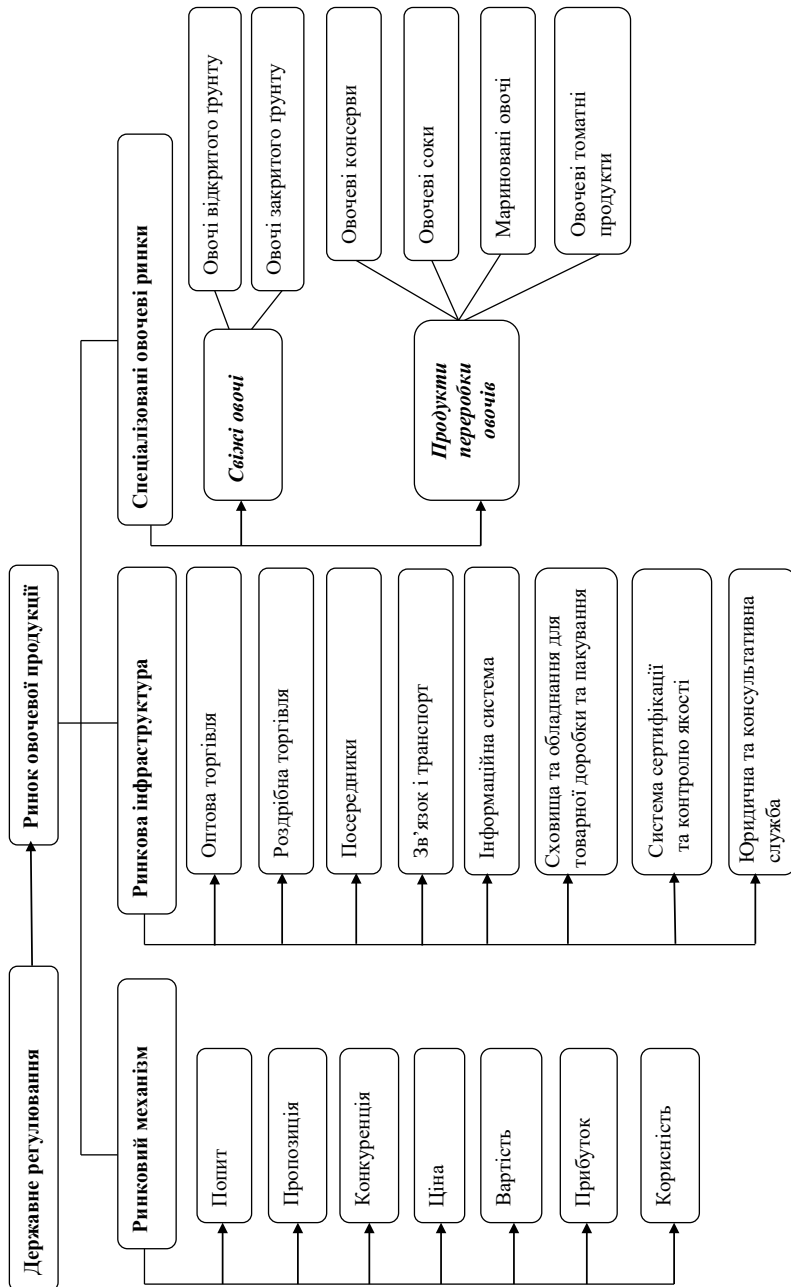 Державне регулювання
Ринок овочевої продукції
Ринковий механізм
Попит
Пропозиція
Конкуренція
Ціна
Вартість
Прибуток
Корисність
Ринкова інфраструктура
Оптова торгівля
Роздрібна торгівля
Посередники
Зв’язок і транспорт
Інформаційна система
Сховища та обладнання для
товарної доробки та пакування
Система сертифікації
та контролю якості
Юридична та консультативна
служба
Спеціалізовані овочеві ринки
Свіжі овочі
Овочі відкритого ґрунту
Овочі закритого ґрунту
Продукти
переробки
овочів
Овочеві консерви
Овочеві соки
Мариновані овочі
Овочеві томатні
продукти